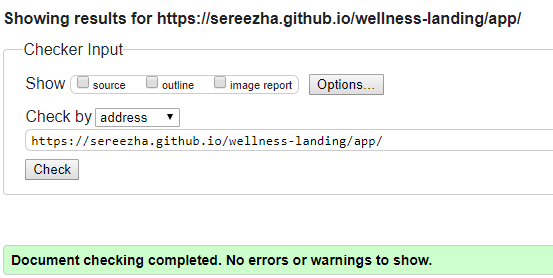 Showing results for https://sereezha.github.io/wellness-landing/app/
Checker Input
Show source outline image report Options...
Check by address
https://sereezha.github.io/wellness-landing/app/
Check
Document checking completed. No errors or warnings to show.